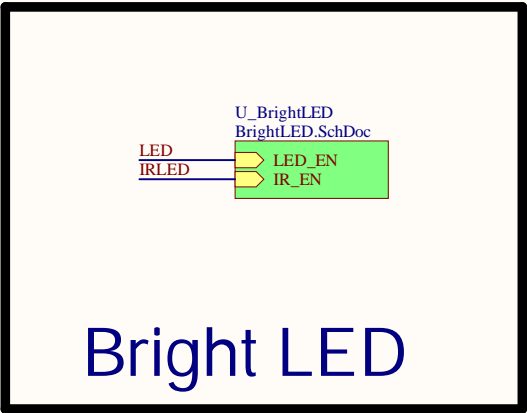 U_BrightLED
BrightLED.SchDoc
LED
LED_EN
IRLED
IR_EN
Bright LED